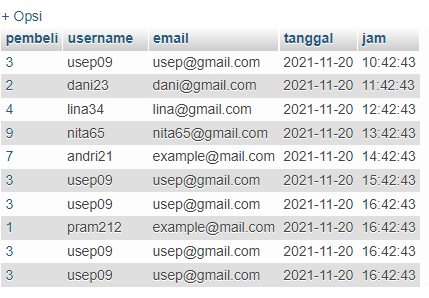 + Opsi
pembeli username email tanggal jam
3 usep09 usep@gmail.com 2021-11-20 10:42:43
2 dani23 dani@gmail.com 2021-11-20 11:42:43
4 lina34 lina@gmail.com 2021-11-20 12:42:43
9 nita65 nita65@gmail.com 2021-11-20 13:42:43
7 andri21 example@mail.com 2021-11-20 14:42:43
3 usep09 usep@gmail.com 2021-11-20 15:42:43
3 usep09 usep@gmail.com 2021-11-20 16:42:43
1 pram212 example@mail.com 2021-11-20 16:42:43
3 usep09 usep@gmail.com 2021-11-20 16:42:43
3 usep09 usep@gmail.com 2021-11-20 16:42:43